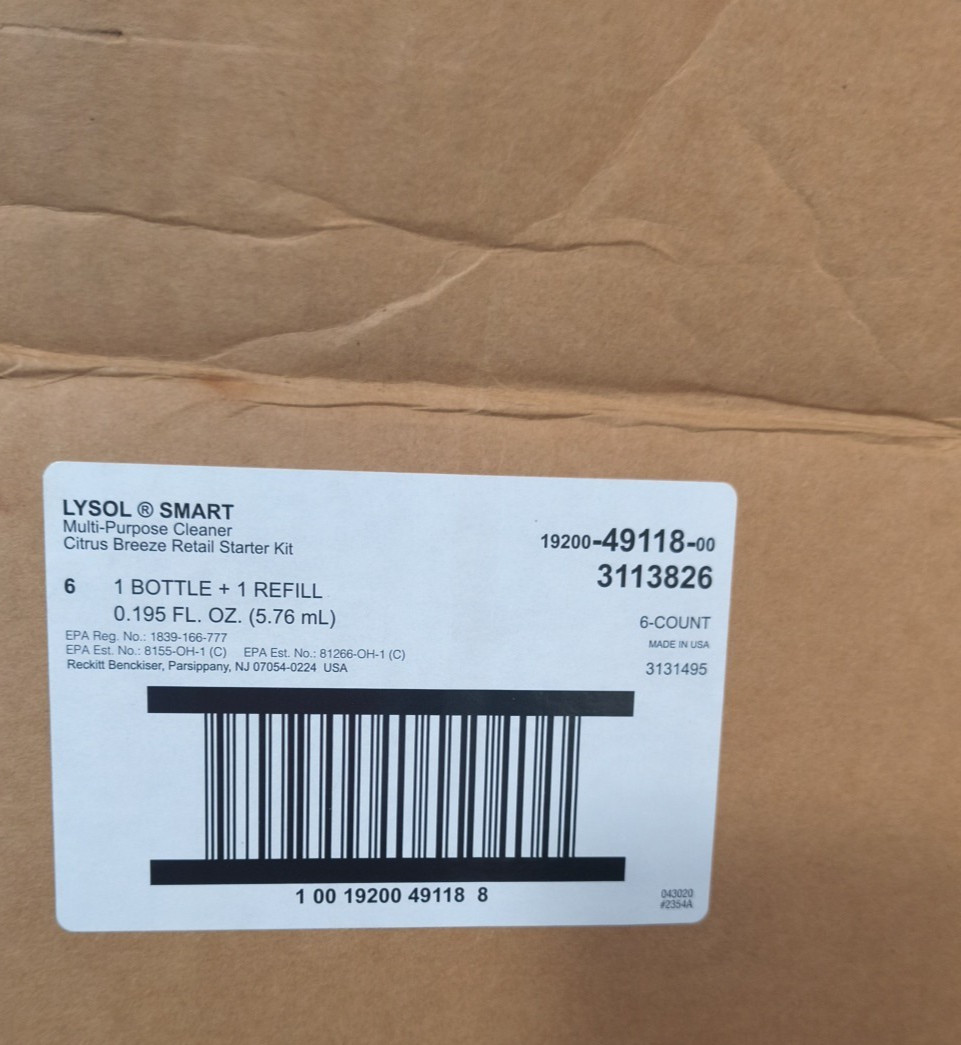 LYSOL ® SMART
Multi-Purpose Cleaner
Citrus Breeze Retail Starter Kit
19200-49118-00
3113826
6 1 BOTTLE + 1 REFILL
0.195 FL. OZ. (5.76 mL)
6-COUNT
MADE IN USA
3131495
EPA Reg. No.: 1839-166-777
EPA Est. No.: 8155-OH-1 (C) EPA Est. No.: 81266-OH-1 (C)
Reckitt Benckiser, Parsippany, NJ 07054-0224 USA
1 00 19200 49118 8
043020
#2354A